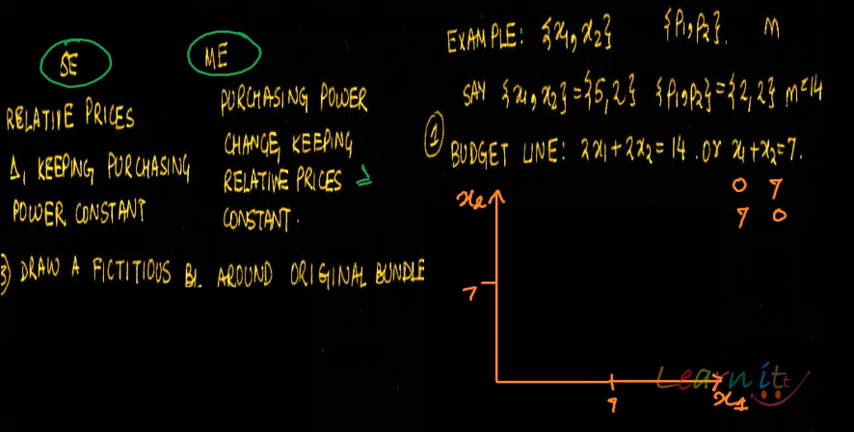 SE
RELATIVE PRICES
Δ, KEEPING PURCHASING
POWER CONSTANT
ME
PURCHASING POWER
CHANGE, KEEPING
RELATIVE PRICES
CONSTANT.
3) DRAW A FICTITIOUS BL. AROUND ORIGINAL BUNDLE
EXAMPLE: {x1, x2} {P1, P2}. M
SAY {x1, x2} = {5, 2} {P1, P2} = {2, 2} M=14
① BUDGET LINE: 2x1 + 2x2 = 14 . or x1 + x2 = 7.
0 7
7 0
x2
7
7
x1
Learnitt